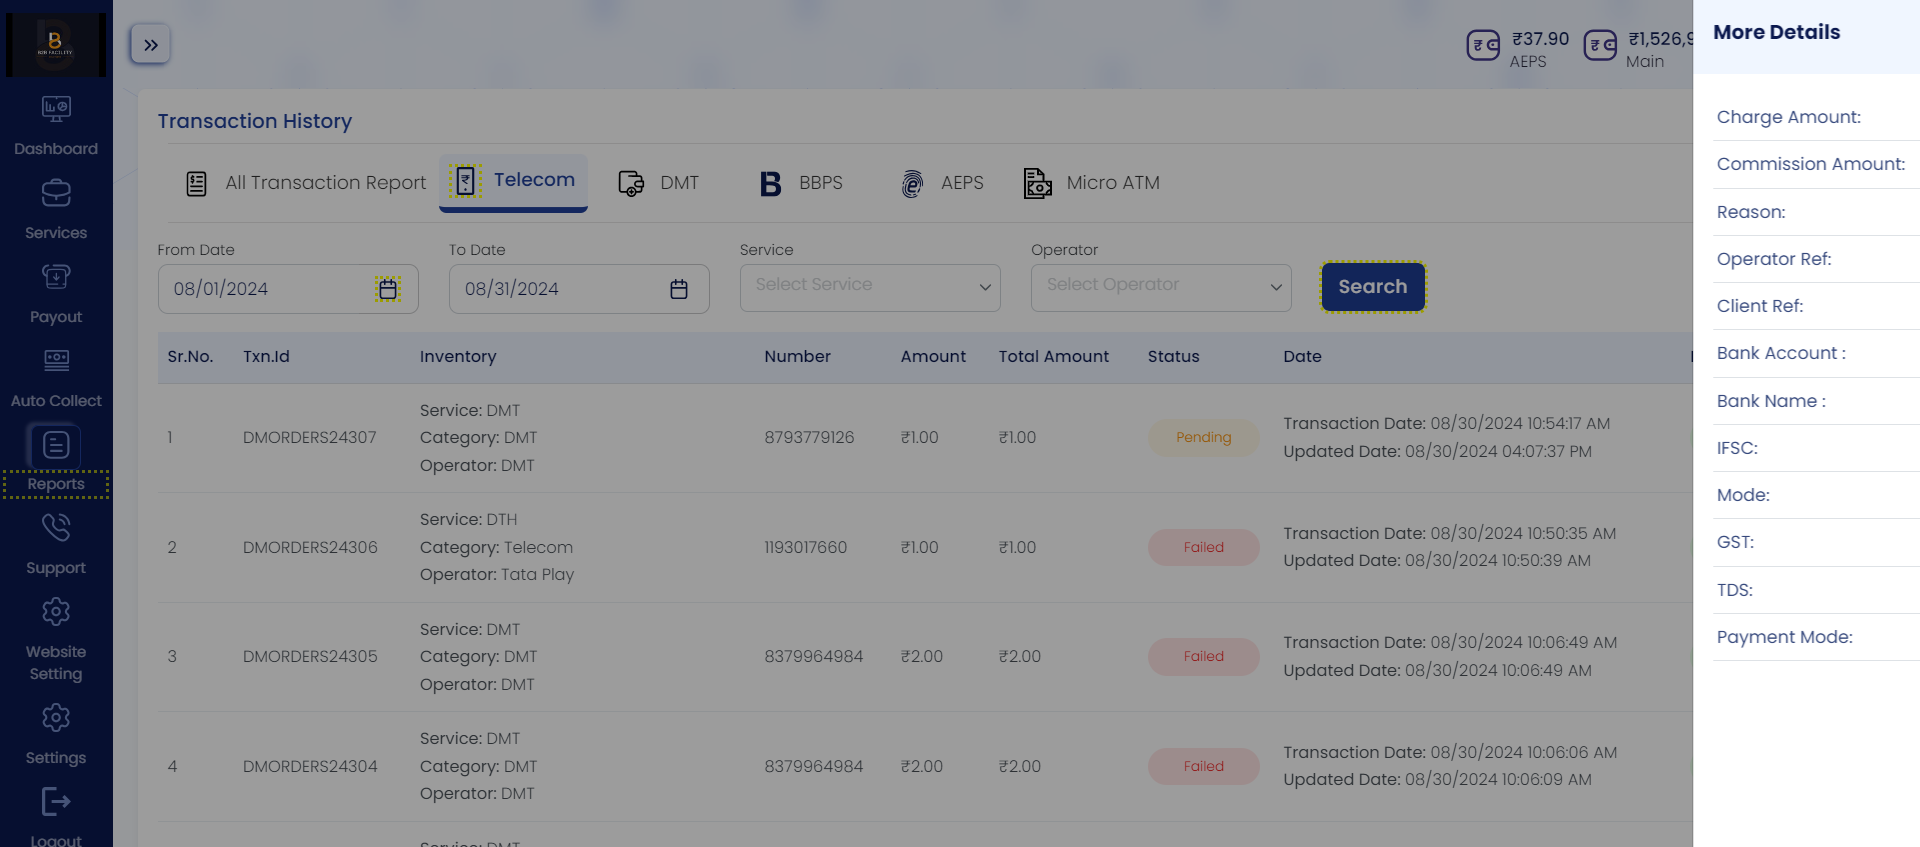 B2B FACILITY
Dashboard
Services
Payout
Auto Collect
Reports
Support
Website
Setting
Settings
Logout
₹37.90
AEPS
₹1,526,9
Main
Transaction History
All Transaction Report
Telecom
DMT
BBPS
AEPS
Micro ATM
From Date
To Date
Service
Operator
08/01/2024
08/31/2024
Select Service
Select Operator
Search
Sr.No. Txn.Id Inventory Number Amount Total Amount Status Date
Service: DMT
1 DMORDERS24307 Category: DMT 8793779126 ₹1.00 ₹1.00 Pending
Operator: DMT
Transaction Date: 08/30/2024 10:54:17 AM
Updated Date: 08/30/2024 04:07:37 PM
Service: DTH
2 DMORDERS24306 Category: Telecom 1193017660 ₹1.00 ₹1.00 Failed
Operator: Tata Play
Transaction Date: 08/30/2024 10:50:35 AM
Updated Date: 08/30/2024 10:50:39 AM
Service: DMT
3 DMORDERS24305 Category: DMT 8379964984 ₹2.00 ₹2.00 Failed
Operator: DMT
Transaction Date: 08/30/2024 10:06:49 AM
Updated Date: 08/30/2024 10:06:49 AM
Service: DMT
4 DMORDERS24304 Category: DMT 8379964984 ₹2.00 ₹2.00 Failed
Operator: DMT
Transaction Date: 08/30/2024 10:06:06 AM
Updated Date: 08/30/2024 10:06:09 AM
Service: DMT
More Details
Charge Amount:
Commission Amount:
Reason:
Operator Ref:
Client Ref:
Bank Account :
Bank Name :
IFSC:
Mode:
GST:
TDS:
Payment Mode: